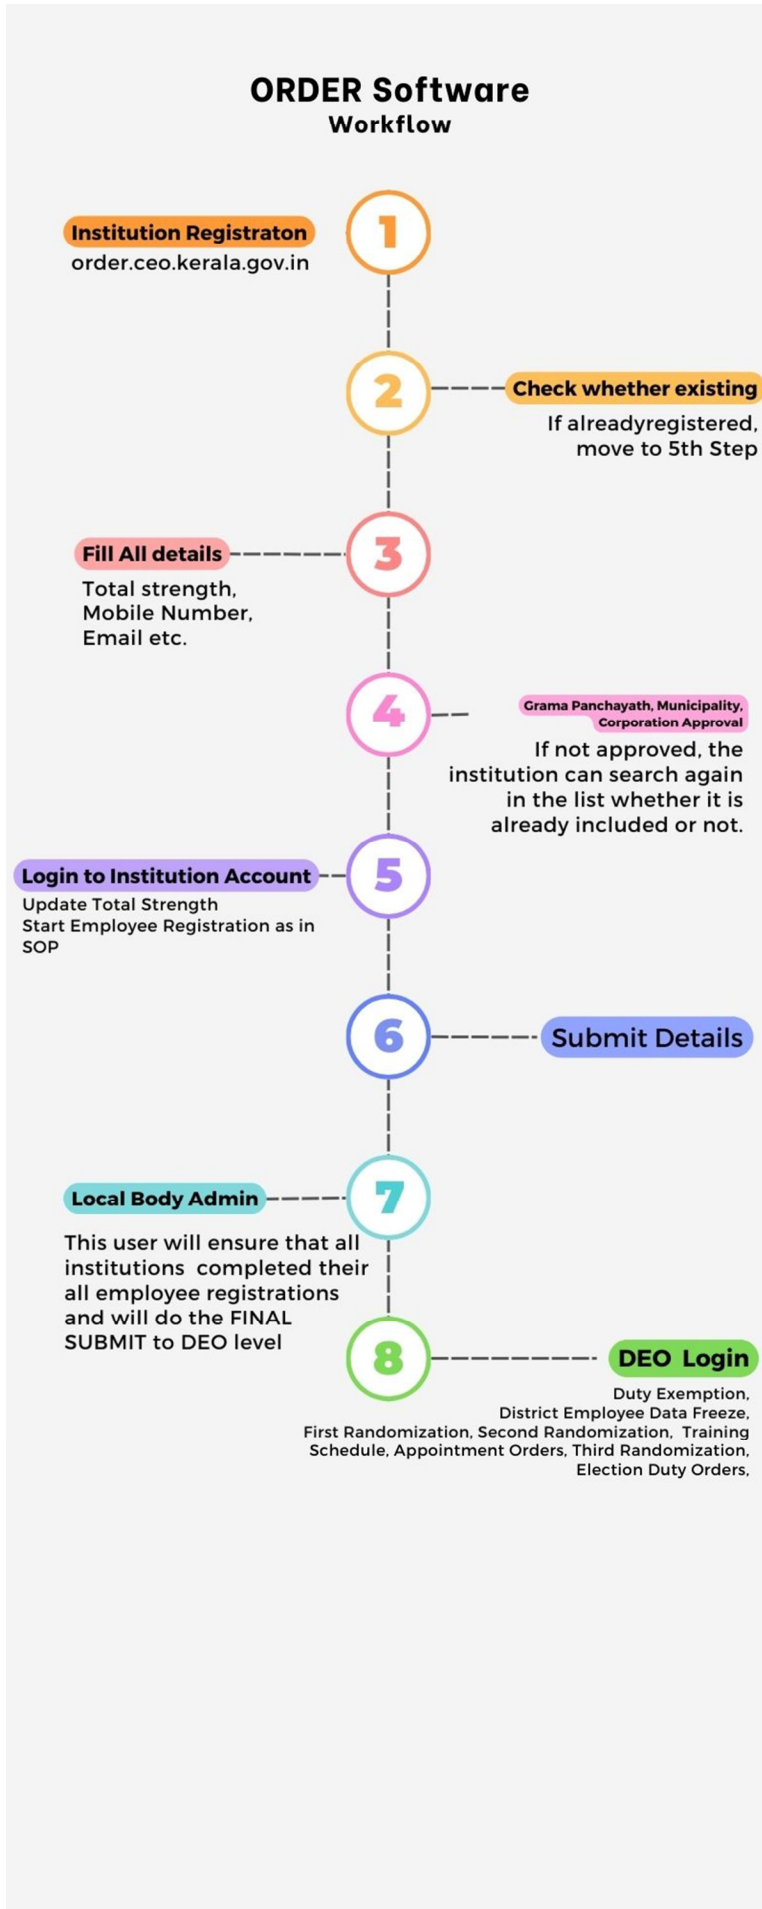 ORDER Software
Workflow
1
Institution Registraton
order.ceo.kerala.gov.in
2
Check whether existing
If alreadyregistered,
move to 5th Step
3
Fill All details
Total strength,
Mobile Number,
Email etc.
4
Grama Panchayath, Municipality,
Corporation Approval
If not approved, the
institution can search again
in the list whether it is
already included or not.
5
Login to Institution Account
Update Total Strength
Start Employee Registration as in
SOP
6
Submit Details
7
Local Body Admin
This user will ensure that all
institutions completed their
all employee registrations
and will do the FINAL
SUBMIT to DEO level
8
DEO Login
Duty Exemption,
District Employee Data Freeze,
First Randomization, Second Randomization, Training
Schedule, Appointment Orders, Third Randomization,
Election Duty Orders,